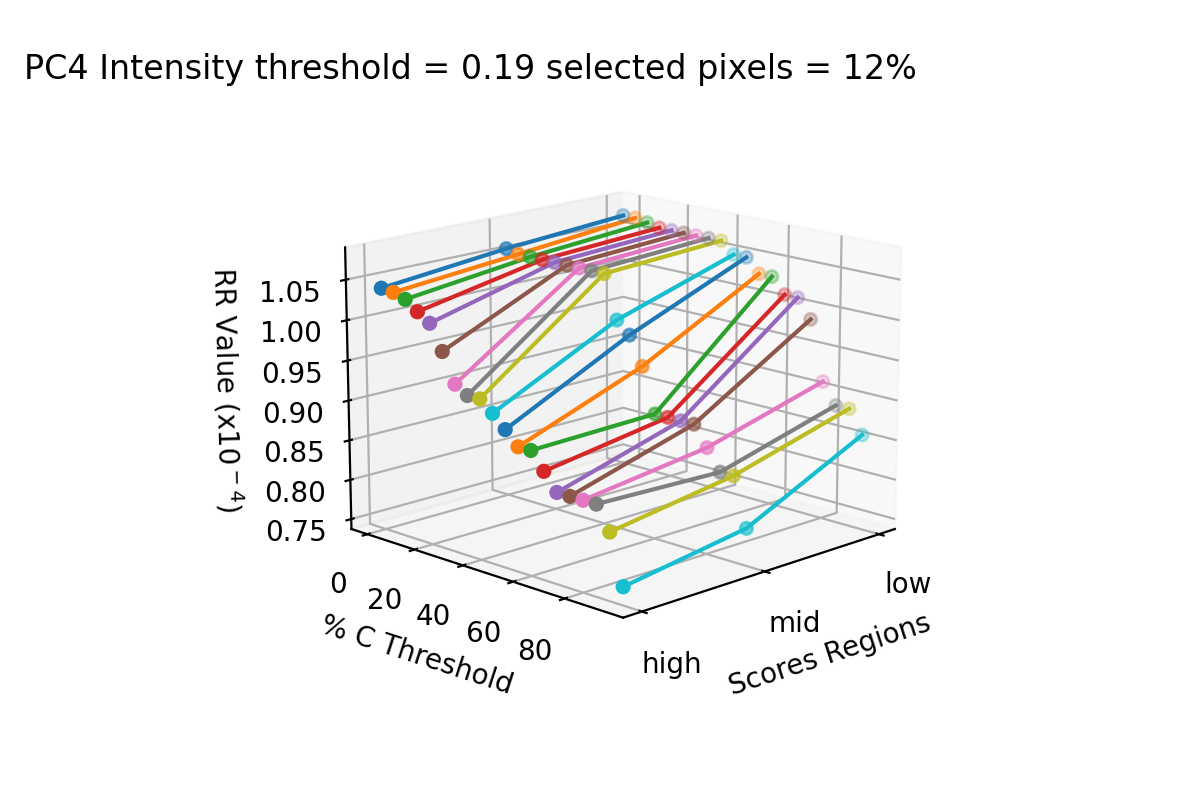 PC4 Intensity threshold = 0.19 selected pixels = 12%
RR Value (x10⁻⁴)
1.05
1.00
0.95
0.90
0.85
0.80
0.75
0
20
40
60
80
% C Threshold
high
mid
low
Scores Regions